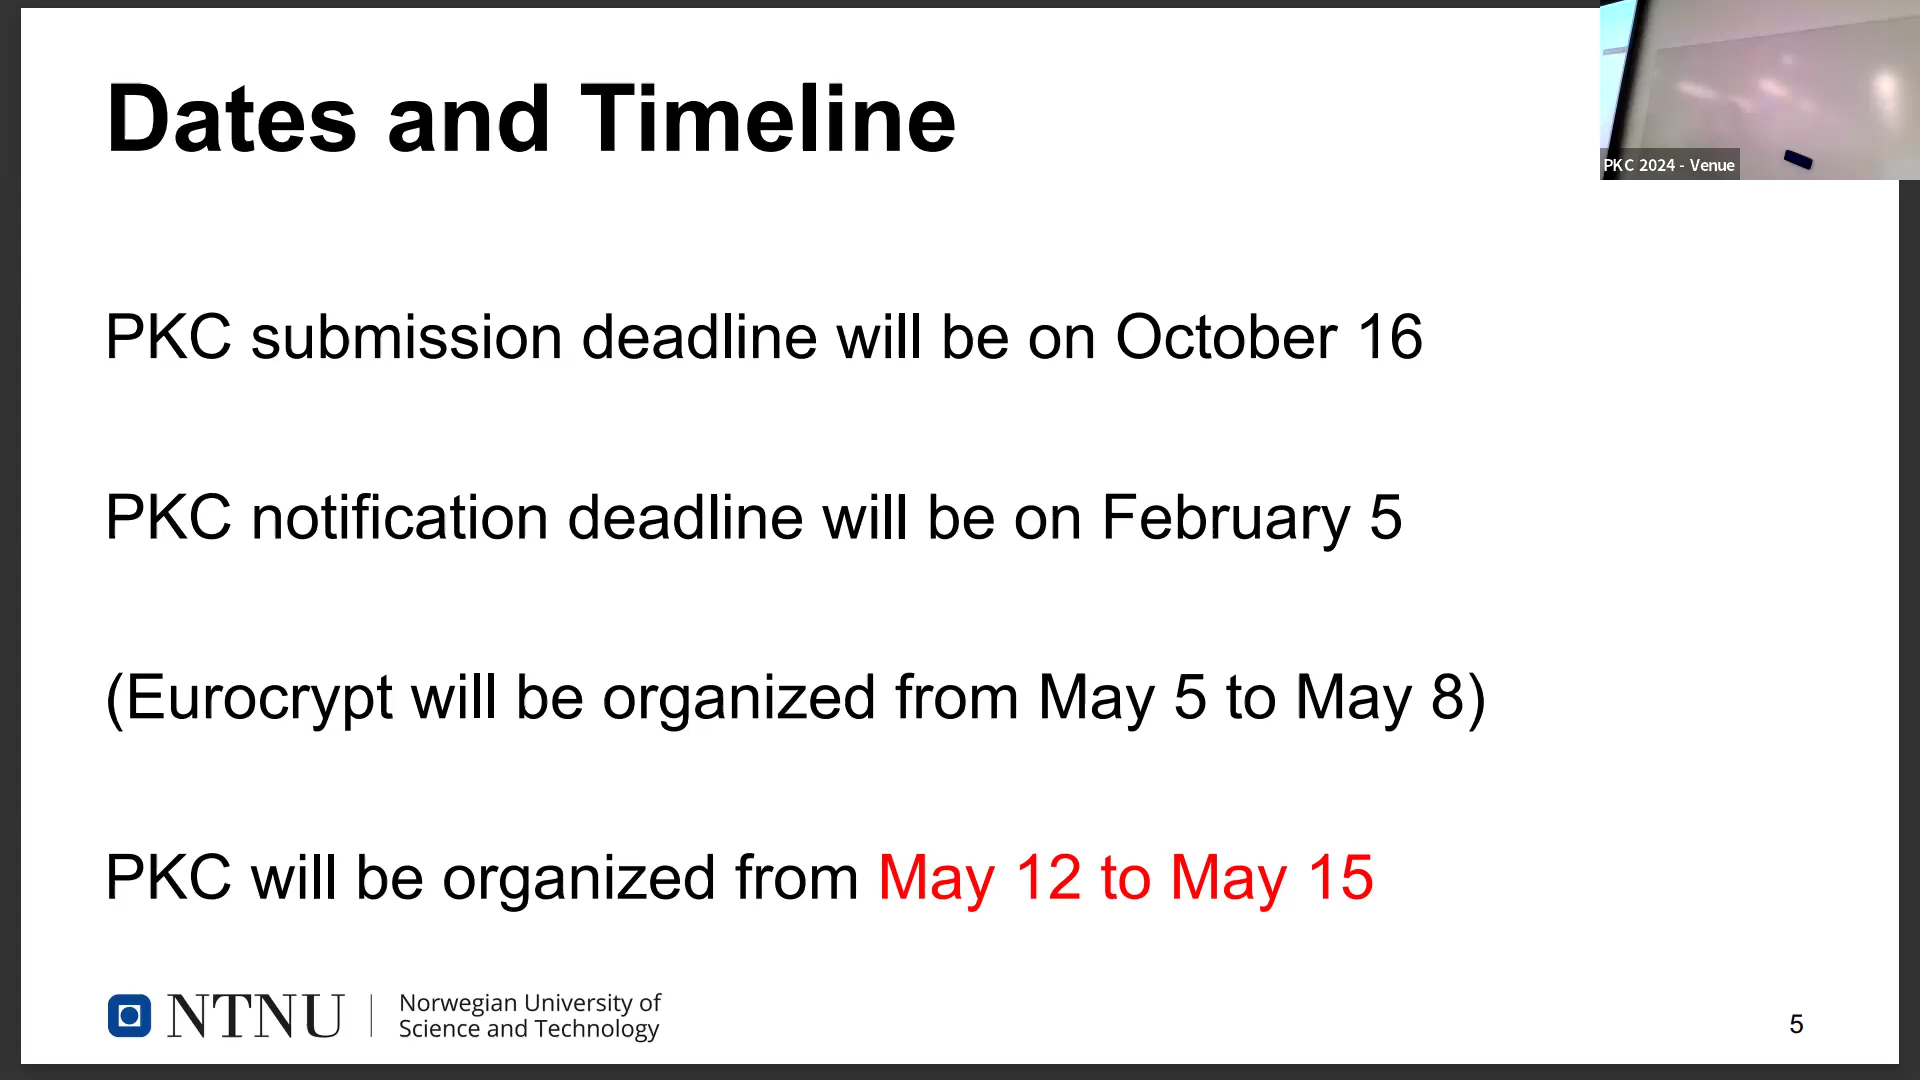 Dates and Timeline
PKC 2024 - Venue
PKC submission deadline will be on October 16
PKC notification deadline will be on February 5
(Eurocrypt will be organized from May 5 to May 8)
PKC will be organized from May 12 to May 15
NTNU
Norwegian University of
Science and Technology
5